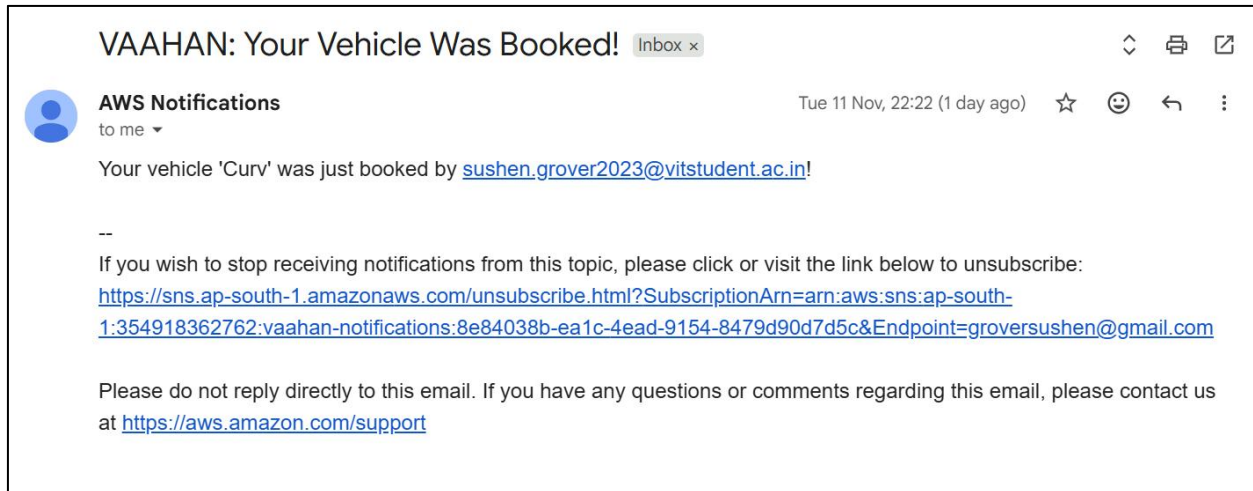 VAAHAN: Your Vehicle Was Booked! Inbox ×
AWS Notifications Tue 11 Nov, 22:22 (1 day ago)
to me
Your vehicle 'Curv' was just booked by sushen.grover2023@vitstudent.ac.in!
--
If you wish to stop receiving notifications from this topic, please click or visit the link below to unsubscribe:
https://sns.ap-south-1.amazonaws.com/unsubscribe.html?SubscriptionArn=arn:aws:sns:ap-south-
1:354918362762:vaahan-notifications:8e84038b-ea1c-4ead-9154-8479d90d7d5c&Endpoint=groversushen@gmail.com
Please do not reply directly to this email. If you have any questions or comments regarding this email, please contact us
at https://aws.amazon.com/support